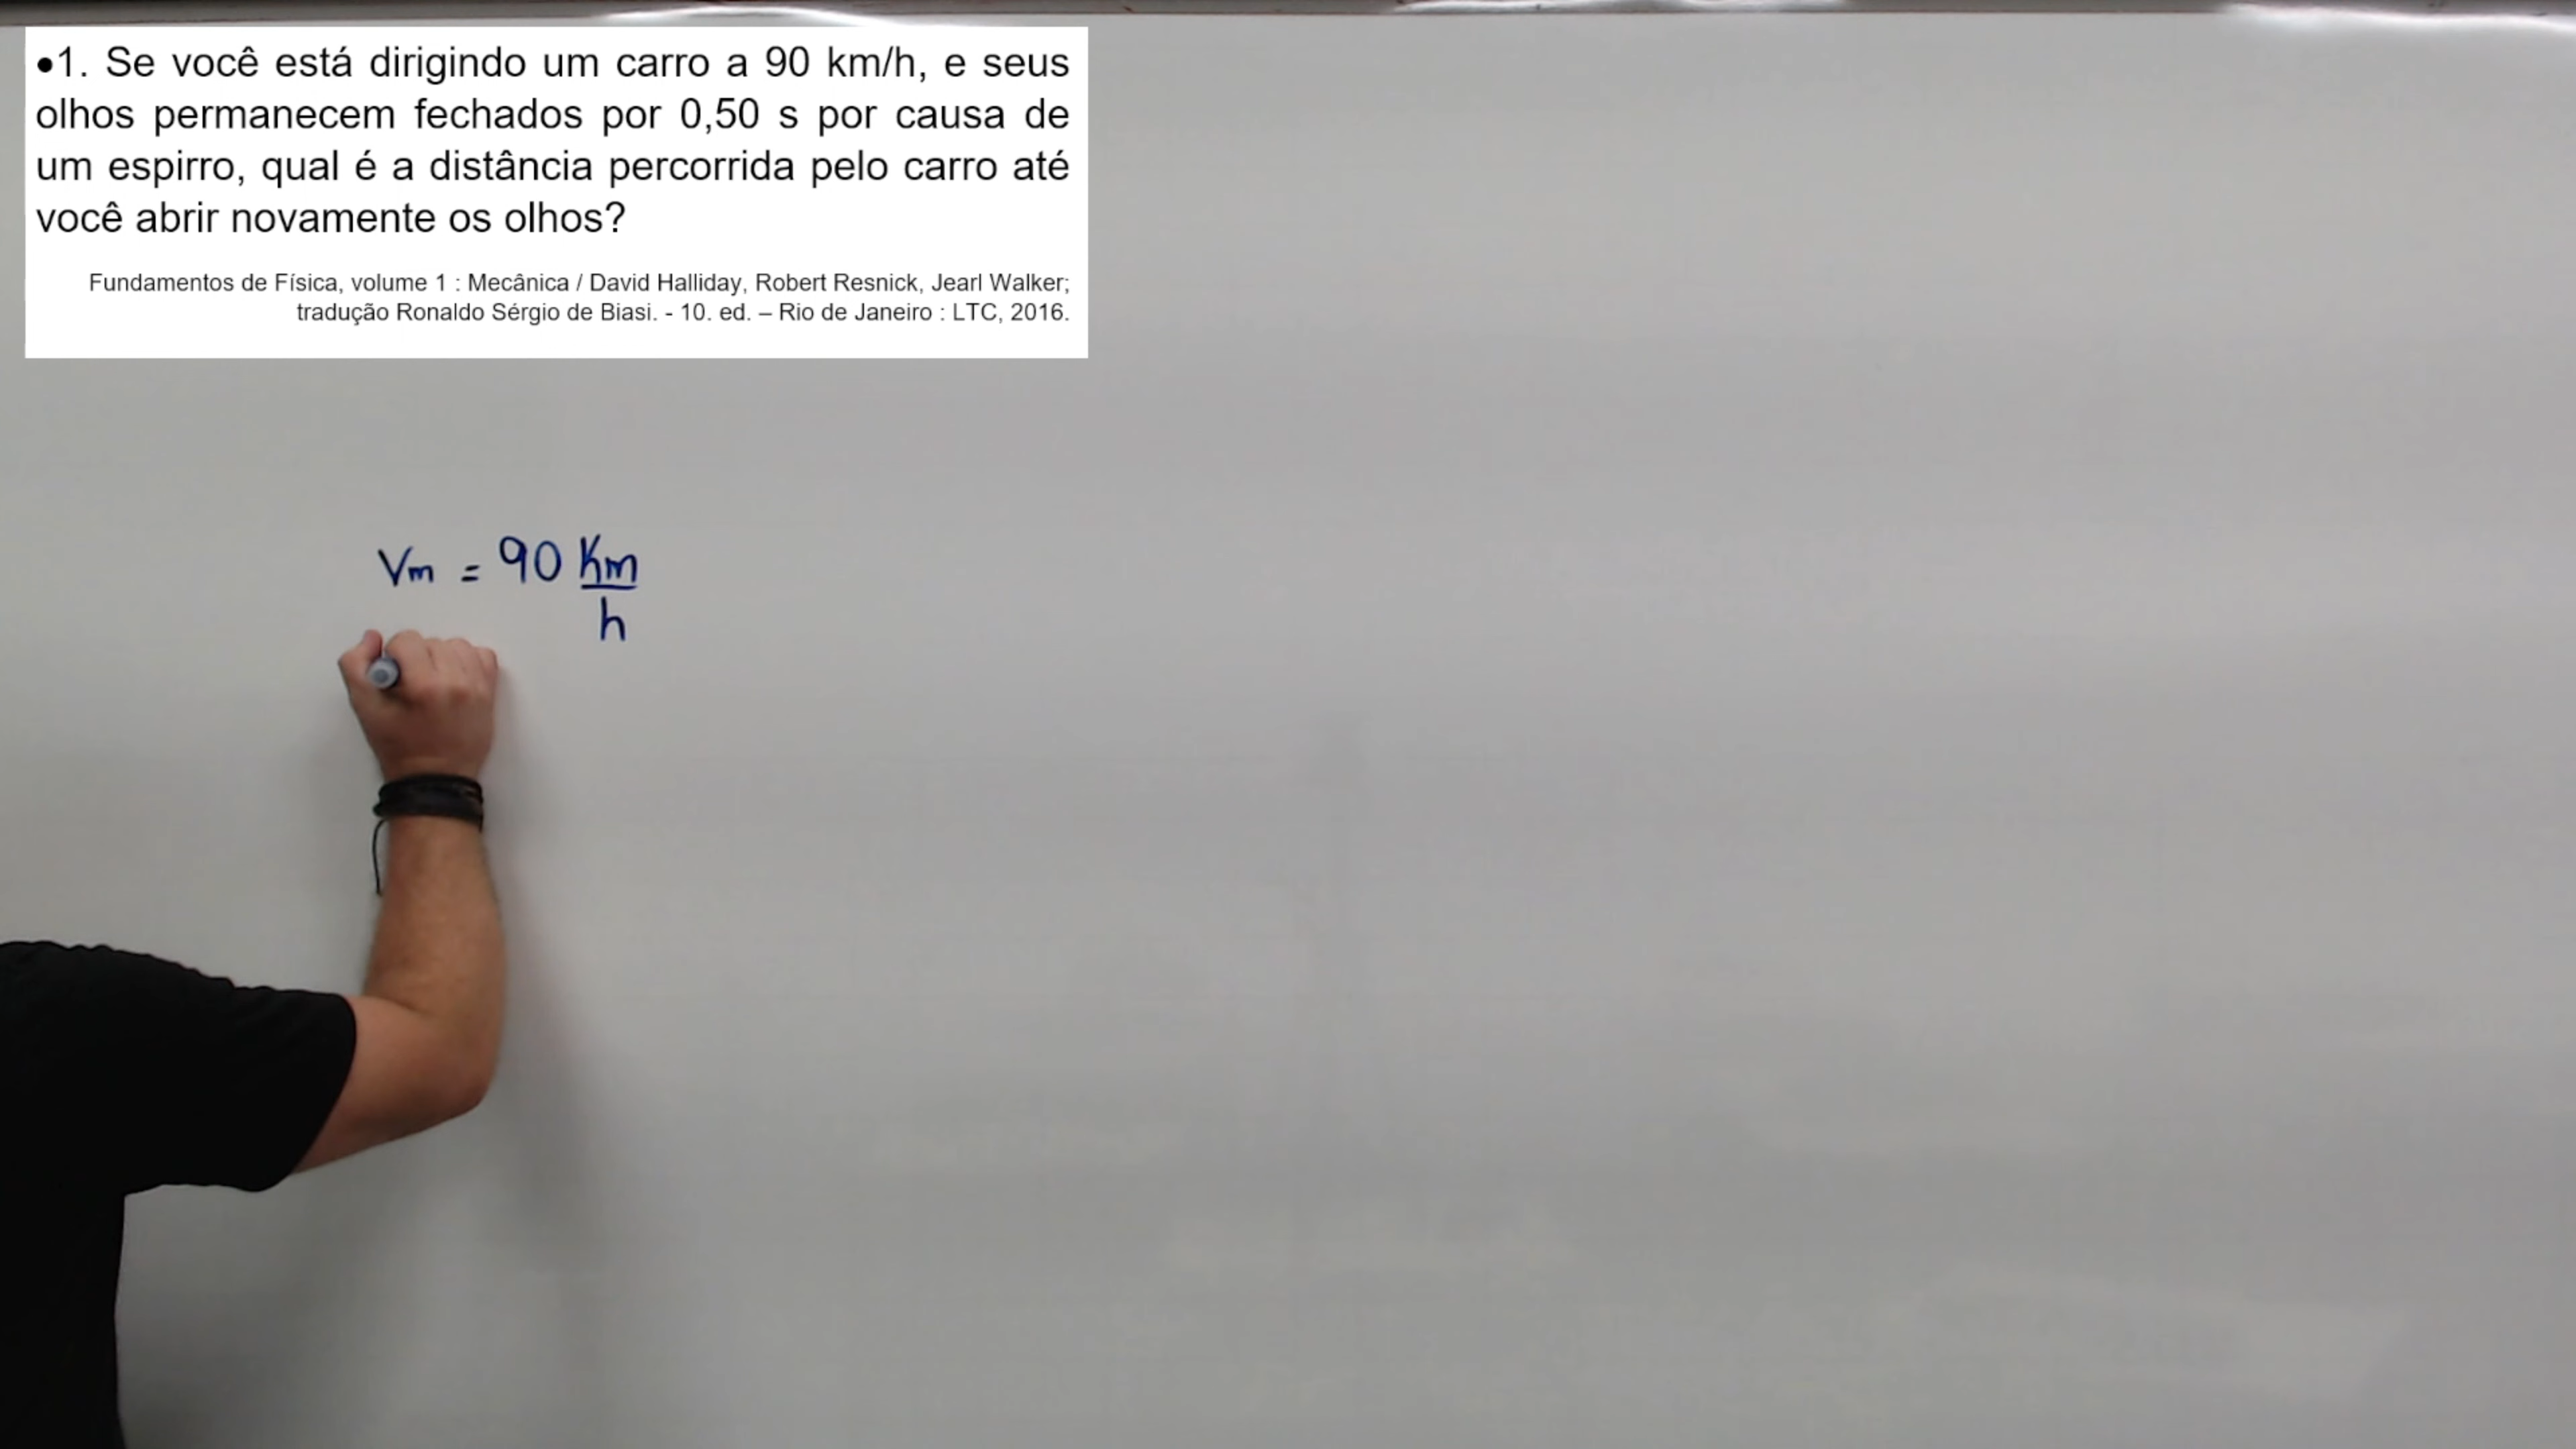 •1. Se você está dirigindo um carro a 90 km/h, e seus
olhos permanecem fechados por 0,50 s por causa de
um espirro, qual é a distância percorrida pelo carro até
você abrir novamente os olhos?
Fundamentos de Física, volume 1 : Mecânica / David Halliday, Robert Resnick, Jearl Walker;
tradução Ronaldo Sérgio de Biasi. - 10. ed. – Rio de Janeiro : LTC, 2016.
Vm = 90 Km
h